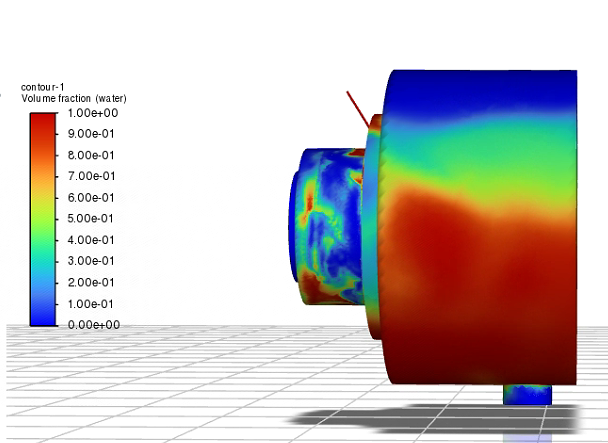 contour-1
Volume fraction (water)
1.00e+00
9.00e-01
8.00e-01
7.00e-01
6.00e-01
5.00e-01
4.00e-01
3.00e-01
2.00e-01
1.00e-01
0.00e+00